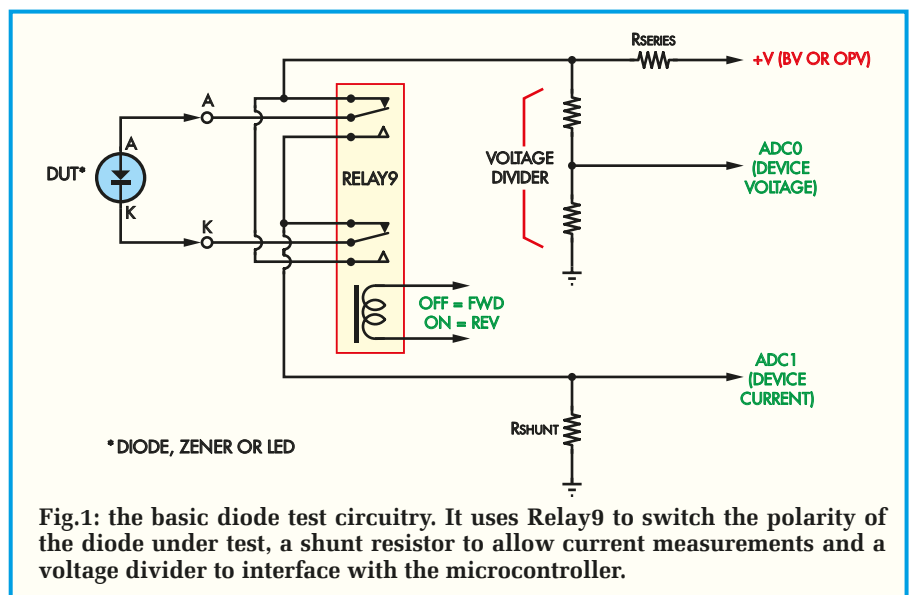 RSERIES
+V (BV OR OPV)
A
A
DUT*
K
K
RELAY9
VOLTAGE
DIVIDER
ADC0
(DEVICE
VOLTAGE)
OFF = FWD
ON = REV
ADC1
(DEVICE
CURRENT)
RSHUNT
* DIODE, ZENER OR LED
Fig.1: the basic diode test circuitry. It uses Relay9 to switch the polarity of
the diode under test, a shunt resistor to allow current measurements and a
voltage divider to interface with the microcontroller.